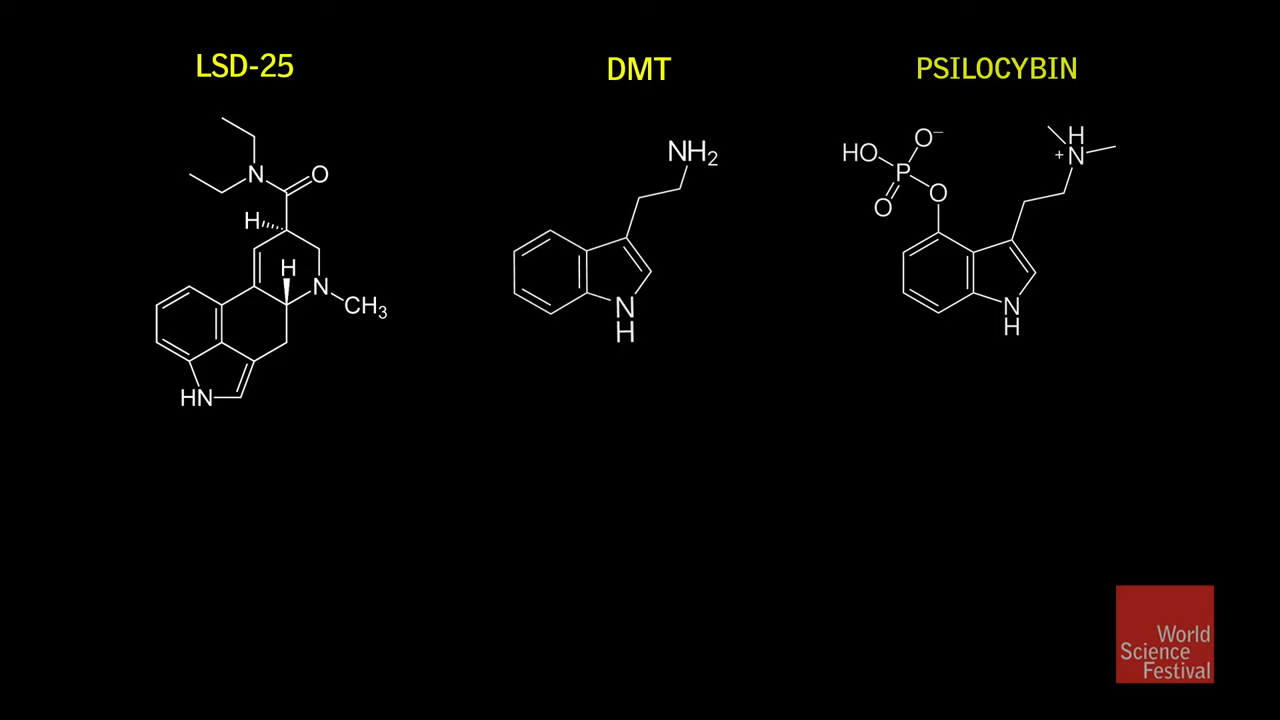 LSD-25
DMT
PSILOCYBIN
N
O
H
H
N
CH3
HN
NH2
N
H
HO
O−
P
O
O
H
+N
N
H
World
Science
Festival